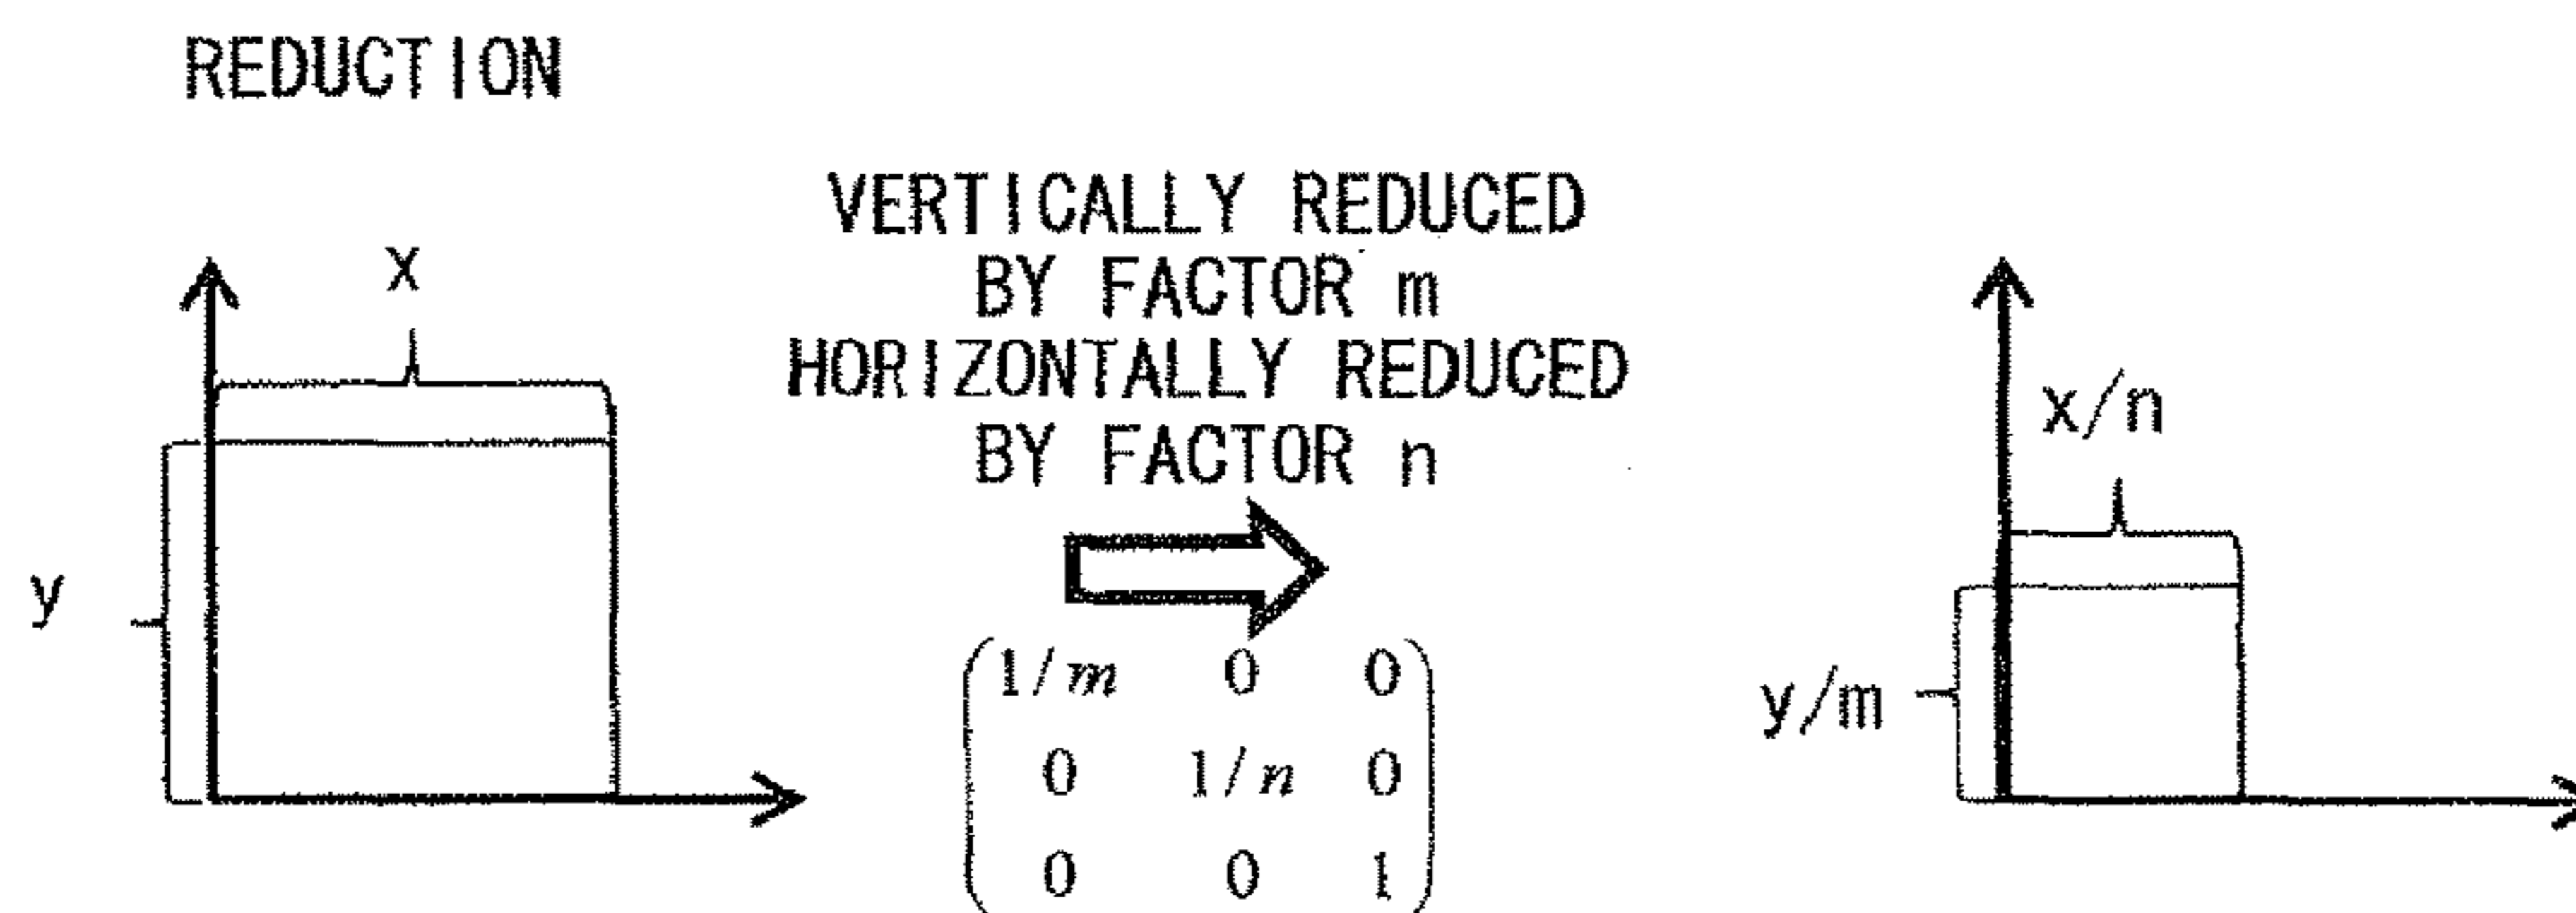 REDUCTION
VERTICALLY REDUCED
BY FACTOR m
HORIZONTALLY REDUCED
BY FACTOR n
x
y
1/m 0 0
0 1/n 0
0 0 1
x/n
y/m